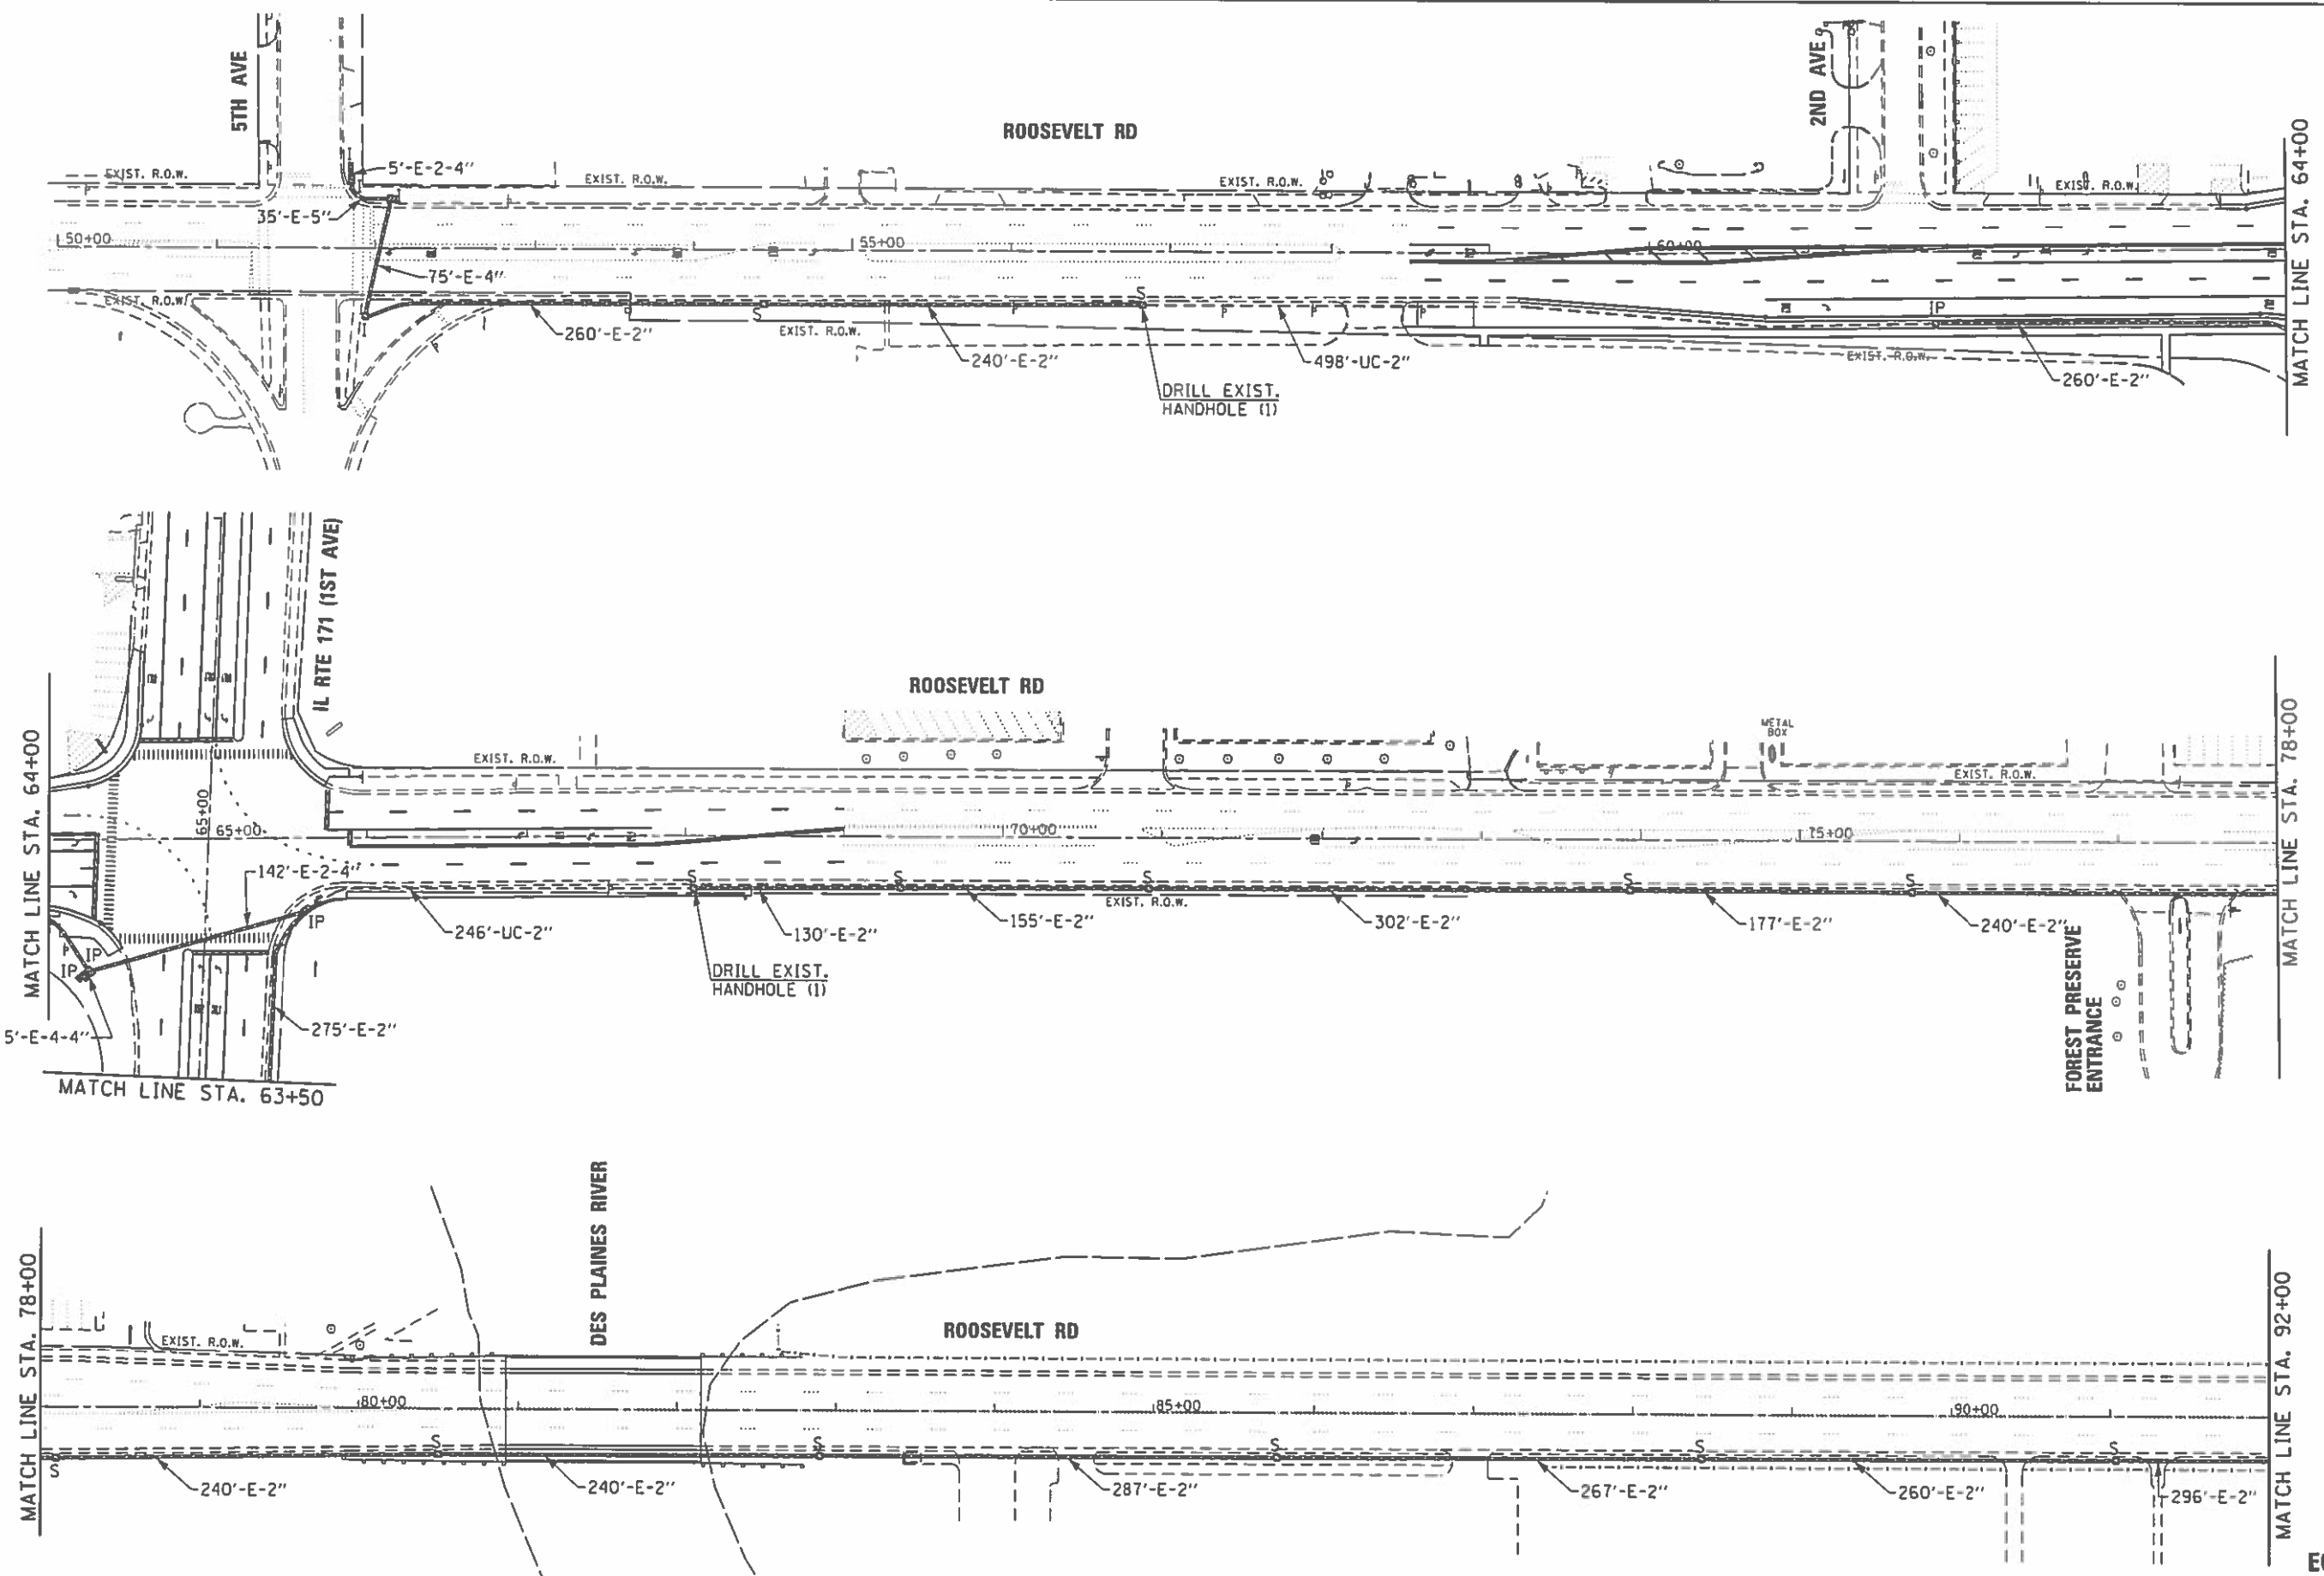 5TH AVE
2ND AVE
ROOSEVELT RD
MATCH LINE STA. 64+00
5'-E-2-4"
EXIST. R.O.W.
EXIST. R.O.W.
EXIST. R.O.W.
EXIST. R.O.W.
35'-E-5"
50+00
55+00
60+00
75'-E-4"
EXIST. R.O.W.
S
IP
S
P
P
P
P
260'-E-2"
EXIST. R.O.W.
240'-E-2"
498'-UC-2"
EXIST. R.O.W.
260'-E-2"
DRILL EXIST.
HANDHOLE (1)
IL RTE 171 (1ST AVE)
ROOSEVELT RD
MATCH LINE STA. 64+00
MATCH LINE STA. 78+00
METAL
BOX
EXIST. R.O.W.
EXIST. R.O.W.
65+00
65+00
70+00
75+00
142'-E-2-4"
S
S
S
S
S
IP
EXIST. R.O.W.
246'-UC-2"
130'-E-2"
155'-E-2"
302'-E-2"
177'-E-2"
240'-E-2"
P
IP
IP
DRILL EXIST.
HANDHOLE (1)
275'-E-2"
5'-E-4-4"
FOREST PRESERVE
ENTRANCE
MATCH LINE STA. 63+50
DES PLAINES RIVER
ROOSEVELT RD
MATCH LINE STA. 78+00
MATCH LINE STA. 92+00
EXIST. R.O.W.
80+00
85+00
90+00
S
S
S
S
S
S
240'-E-2"
240'-E-2"
287'-E-2"
267'-E-2"
260'-E-2"
296'-E-2"